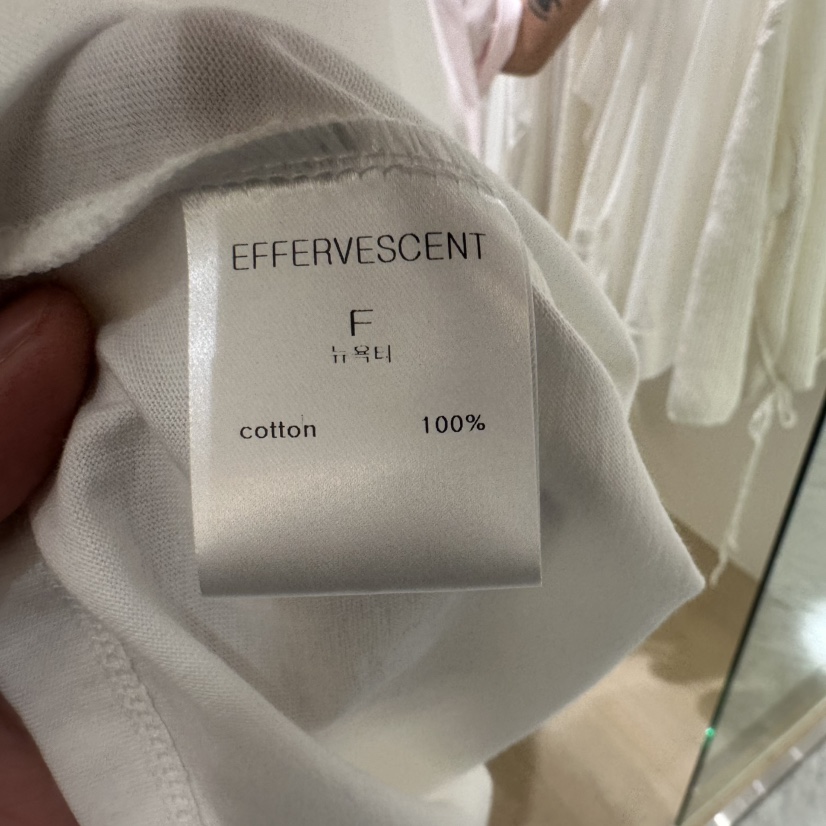 EFFERVESCENT
F
뉴욕티
cotton 100%